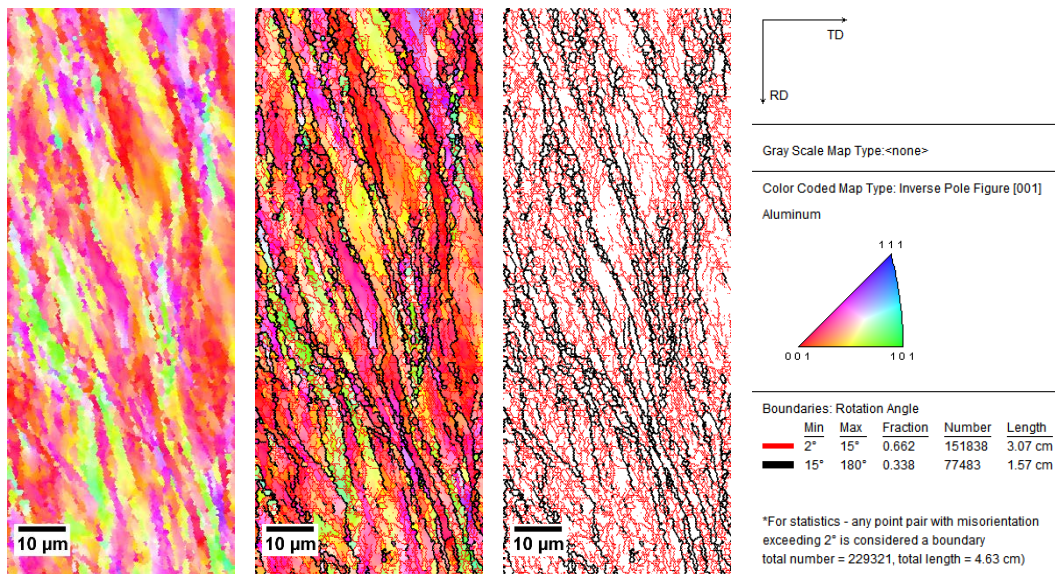 10 µm
10 µm
10 µm
TD
RD
Gray Scale Map Type:<none>
Color Coded Map Type: Inverse Pole Figure [001]
Aluminum
1 1 1
0 0 1
1 0 1
Boundaries: Rotation Angle
Min Max Fraction Number Length
2° 15° 0.662 151838 3.07 cm
15° 180° 0.338 77483 1.57 cm
*For statistics - any point pair with misorientation
exceeding 2° is considered a boundary
total number = 229321, total length = 4.63 cm)